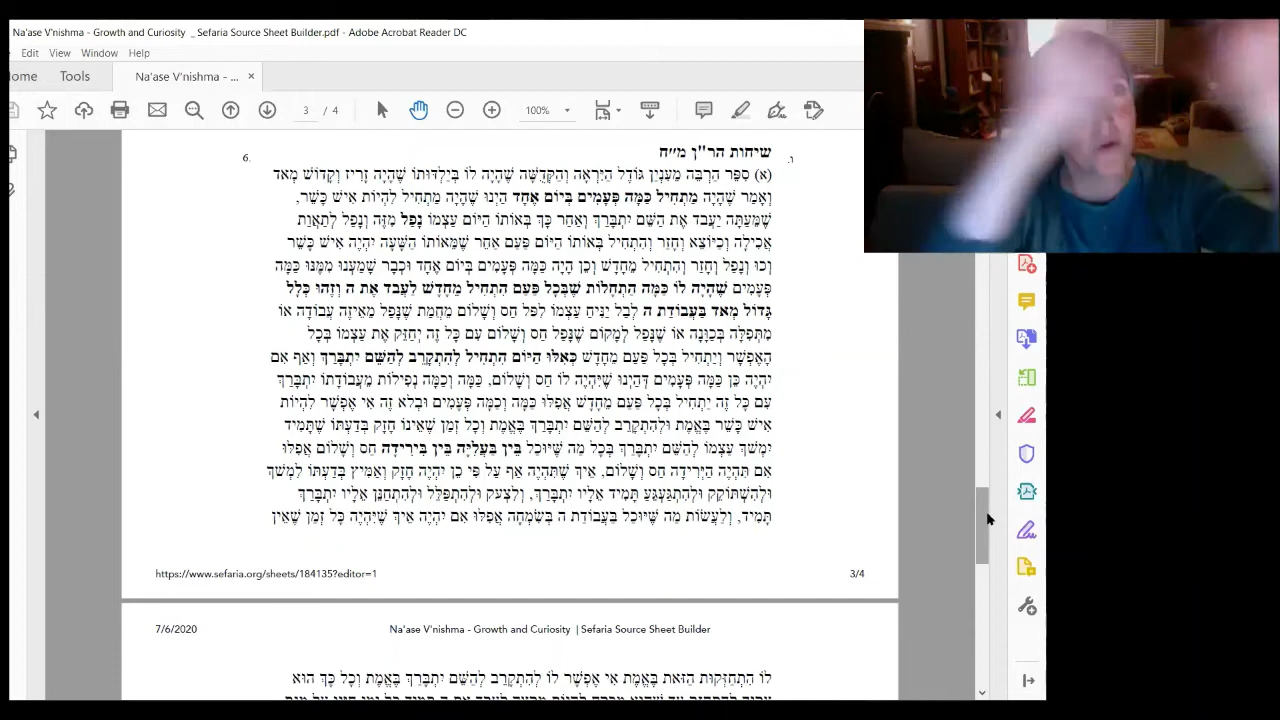 Na'ase V'nishma - Growth and Curiosity _ Sefaria Source Sheet Builder.pdf - Adobe Acrobat Reader DC
Edit View Window Help
ome Tools Na'ase V'nishma - ... ×
3 / 4 100%
שיחות הר"ן מ״ח
6. ו.
(א) סִפֵּר הַרְבֵּה מֵעִנְיַן גּוֹדֶל הַיִּרְאָה וְהַקְּדֻשָּׁה שֶׁהָיָה לוֹ בְּיַלְדוּתוֹ שֶׁהָיָה זָרִיז וְקָדוֹשׁ מְאֹד
וְאָמַר שֶׁהָיָה מַתְחִיל כַּמָּה פְּעָמִים בְּיוֹם אֶחָד הַיְנוּ שֶׁהָיָה מַתְחִיל לִהְיוֹת אִישׁ כָּשֵׁר,
שֶׁמֵּעַתָּה יַעֲבֹד אֶת הַשֵּׁם יִתְבָּרַךְ וְאַחַר כָּךְ בְּאוֹתוֹ הַיּוֹם עַצְמוֹ נָפַל מִזֶּה וְנָפַל לְתַאֲוַת
אֲכִילָה וְכַיּוֹצֵא וְחָזַר וְהִתְחִיל בְּאוֹתוֹ הַיּוֹם פַּעַם אַחַר שֶׁמֵּאוֹתוֹ הַשָּׁעָה יִהְיֶה אִישׁ כָּשֵׁר
וְכוּ וְנָפַל וְחָזַר וְהִתְחִיל מֵחָדָשׁ וְכֵן הָיָה כַּמָּה פְּעָמִים בְּיוֹם אֶחָד וּכְבָר שָׁמַעְנוּ מִמֶּנּוּ כַּמָּה
פְּעָמִים שֶׁהָיָה לוֹ כַּמָּה הַתְחָלוֹת שֶׁבְּכָל פַּעַם הִתְחִיל מֵחָדָשׁ לַעֲבֹד אֶת ה וְזֶהוּ כְּלָל
גָּדוֹל מְאֹד בַּעֲבוֹדַת ה לְבַל יַנִּיחַ עַצְמוֹ לִפֹּל חַס וְשָׁלוֹם מֵחֲמַת שֶׁנָּפַל מֵאֵיזֶה עֲבוֹדָה אוֹ
מִתְּפִלָּה בְּכַוָּנָה אוֹ שֶׁנָּפַל לְמָקוֹם שֶׁנָּפַל חַס וְשָׁלוֹם עִם כָּל זֶה יְחַזֵּק אֶת עַצְמוֹ בְּכָל
הָאֶפְשָׁר וְיַתְחִיל בְּכָל פַּעַם מֵחָדָשׁ כְּאִלּוּ הַיּוֹם הִתְחִיל לְהִתְקָרֵב לְהַשֵּׁם יִתְבָּרַךְ וְאַף אִם
יִהְיֶה כֵן כַּמָּה פְּעָמִים דְּהַיְנוּ שֶׁיִּהְיֶה לוֹ חַס וְשָׁלוֹם, כַּמָּה וְכַמָּה נְפִילוֹת מֵעֲבוֹדָתוֹ יִתְבָּרַךְ
עִם כָּל זֶה יַתְחִיל בְּכָל פַּעַם מֵחָדָשׁ אֲפִלּוּ כַּמָּה וְכַמָּה פְּעָמִים וּבְלֹא זֶה אִי אֶפְשָׁר לִהְיוֹת
אִישׁ כָּשֵׁר בֶּאֱמֶת וּלְהִתְקָרֵב לְהַשֵּׁם יִתְבָּרַךְ בֶּאֱמֶת וְכָל זְמַן שֶׁאֵינוֹ חָזָק בְּדַעְתּוֹ שֶׁתָּמִיד
יִמְשֹׁךְ עַצְמוֹ לְהַשֵּׁם יִתְבָּרַךְ בְּכָל מַה שֶּׁיּוּכַל בֵּין בַּעֲלִיָּה בֵּין בִּירִידָה חַס וְשָׁלוֹם אֲפִלּוּ
אִם תִּהְיֶה הַיְרִידָה חַס וְשָׁלוֹם, אֵיךְ שֶׁתִּהְיֶה אַף עַל פִּי כֵן יִהְיֶה חָזָק וְאַמִּיץ בְּדַעְתּוֹ לִמְשֹׁךְ
וּלְהִשְׁתּוֹקֵק וּלְהִתְגַּעְגֵּעַ תָּמִיד אֵלָיו יִתְבָּרַךְ, וְלִצְעֹק וּלְהִתְפַּלֵּל וּלְהִתְחַנֵּן אֵלָיו יִתְבָּרַךְ
תָּמִיד, וְלַעֲשׂוֹת מַה שֶּׁיּוּכַל בַּעֲבוֹדַת ה בְּשִׂמְחָה אֲפִלּוּ אִם יִהְיֶה אֵיךְ שֶׁיִּהְיֶה כָּל זְמַן שֶׁאֵין
https://www.sefaria.org/sheets/184135?editor=1 3/4
7/6/2020 Na'ase V'nishma - Growth and Curiosity | Sefaria Source Sheet Builder
לוֹ הִתְחַזְּקוּת הַזֹּאת בֶּאֱמֶת אִי אֶפְשָׁר לוֹ לְהִתְקָרֵב לְהַשֵּׁם יִתְבָּרַךְ בֶּאֱמֶת וְכָל כָּךְ הוּא